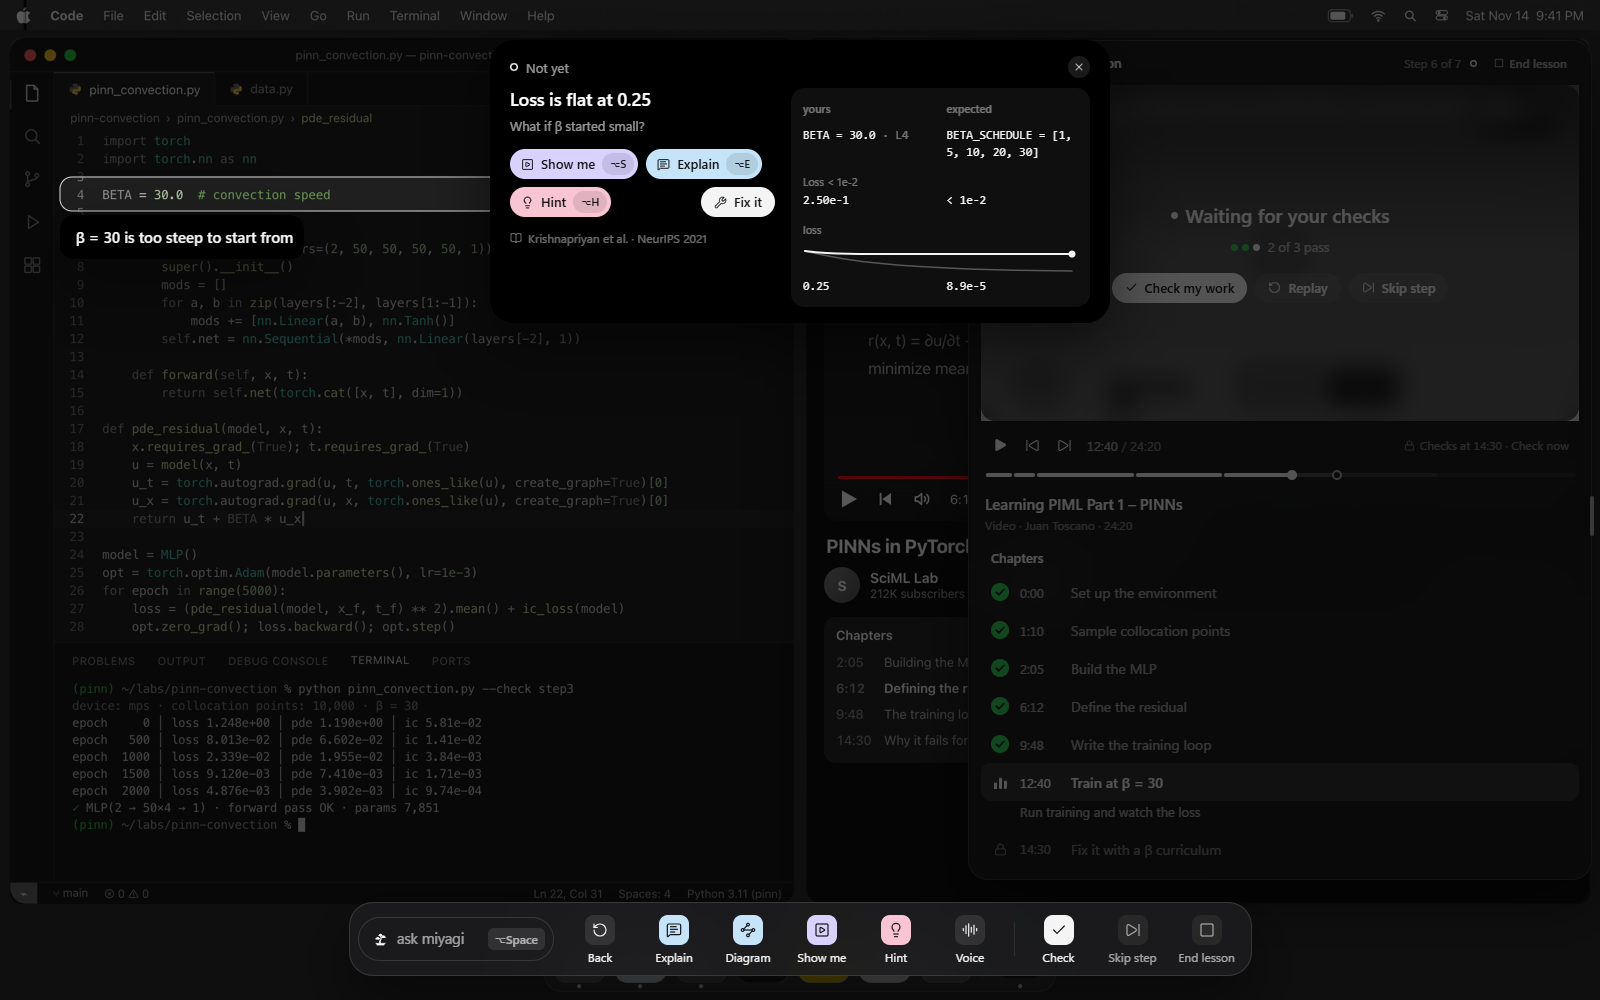 Code File Edit Selection View Go Run Terminal Window Help
Sat Nov 14 9:41 PM
pinn_convection.py — pinn-convect
pinn_convection.py
data.py
pinn-convection › pinn_convection.py › pde_residual
1 import torch
2 import torch.nn as nn
3
4 BETA = 30.0 # convection speed
5
β = 30 is too steep to start from
rs=(2, 50, 50, 50, 50, 1))
8 super().__init__()
9 mods = []
10 for a, b in zip(layers[:-2], layers[1:-1]):
11 mods += [nn.Linear(a, b), nn.Tanh()]
12 self.net = nn.Sequential(*mods, nn.Linear(layers[-2], 1))
13
14 def forward(self, x, t):
15 return self.net(torch.cat([x, t], dim=1))
16
17 def pde_residual(model, x, t):
18 x.requires_grad_(True); t.requires_grad_(True)
19 u = model(x, t)
20 u_t = torch.autograd.grad(u, t, torch.ones_like(u), create_graph=True)[0]
21 u_x = torch.autograd.grad(u, x, torch.ones_like(u), create_graph=True)[0]
22 return u_t + BETA * u_x
23
24 model = MLP()
25 opt = torch.optim.Adam(model.parameters(), lr=1e-3)
26 for epoch in range(5000):
27 loss = (pde_residual(model, x_f, t_f) ** 2).mean() + ic_loss(model)
28 opt.zero_grad(); loss.backward(); opt.step()
PROBLEMS OUTPUT DEBUG CONSOLE TERMINAL PORTS
(pinn) ~/labs/pinn-convection % python pinn_convection.py --check step3
device: mps · collocation points: 10,000 · β = 30
epoch 0 │ loss 1.248e+00 │ pde 1.190e+00 │ ic 5.81e-02
epoch 500 │ loss 8.013e-02 │ pde 6.602e-02 │ ic 1.41e-02
epoch 1000 │ loss 2.339e-02 │ pde 1.955e-02 │ ic 3.84e-03
epoch 1500 │ loss 9.120e-03 │ pde 7.410e-03 │ ic 1.71e-03
epoch 2000 │ loss 4.876e-03 │ pde 3.902e-03 │ ic 9.74e-04
✓ MLP(2 → 50×4 → 1) · forward pass OK · params 7,851
(pinn) ~/labs/pinn-convection %
main 0 0 Ln 22, Col 31 Spaces: 4 Python 3.11 (pinn)
Not yet
Loss is flat at 0.25
What if β started small?
Show me ⌥S
Explain ⌥E
Hint ⌥H
Fix it
Krishnapriyan et al. · NeurIPS 2021
yours expected
BETA = 30.0 · L4
BETA_SCHEDULE = [1, 
5, 10, 20, 30]
Loss < 1e-2
2.50e-1 < 1e-2
loss
0.25 8.9e-5
r(x, t) = ∂u/∂t
minimize mea
6:1
PINNs in PyTorc
S
SciML Lab
212K subscribers
Chapters
2:05 Building the M
6:12 Defining the r
9:48 The training lo
14:30 Why it fails for
on
Step 6 of 7
End lesson
Waiting for your checks
2 of 3 pass
Check my work
Replay
Skip step
12:40 / 24:20
Checks at 14:30 · Check now
Learning PIML Part 1 – PINNs
Video · Juan Toscano · 24:20
Chapters
0:00 Set up the environment
1:10 Sample collocation points
2:05 Build the MLP
6:12 Define the residual
9:48 Write the training loop
12:40 Train at β = 30
Run training and watch the loss
14:30 Fix it with a β curriculum
ask miyagi ⌥Space
Back
Explain
Diagram
Show me
Hint
Voice
Check
Skip step
End lesson